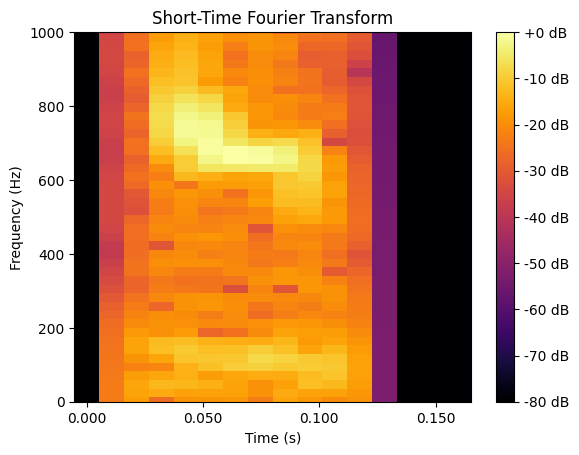 Short-Time Fourier Transform
1000
800
600
400
200
0
Frequency (Hz)
0.000
0.050
0.100
0.150
Time (s)
+0 dB
-10 dB
-20 dB
-30 dB
-40 dB
-50 dB
-60 dB
-70 dB
-80 dB